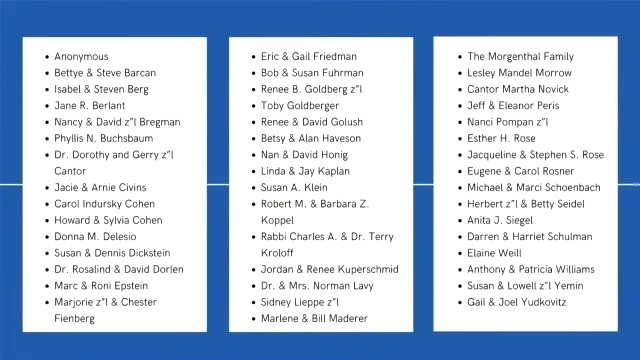 Anonymous
Bettye & Steve Barcan
Isabel & Steven Berg
Jane R. Berlant
Nancy & David z"l Bregman
Phyllis N. Buchsbaum
Dr. Dorothy and Gerry z"l
Cantor
Jacie & Arnie Civins
Carol Indursky Cohen
Howard & Sylvia Cohen
Donna M. Delesio
Susan & Dennis Dickstein
Dr. Rosalind & David Dorlen
Marc & Roni Epstein
Marjorie z"l & Chester
Fienberg
Eric & Gail Friedman
Bob & Susan Fuhrman
Renee B. Goldberg z"l
Toby Goldberger
Renee & David Golush
Betsy & Alan Haveson
Nan & David Honig
Linda & Jay Kaplan
Susan A. Klein
Robert M. & Barbara Z.
Koppel
Rabbi Charles A. & Dr. Terry
Kroloff
Jordan & Renee Kuperschmid
Dr. & Mrs. Norman Lavy
Sidney Lieppe z"l
Marlene & Bill Maderer
The Morgenthal Family
Lesley Mandel Morrow
Cantor Martha Novick
Jeff & Eleanor Peris
Nanci Pompan z"l
Esther H. Rose
Jacqueline & Stephen S. Rose
Eugene & Carol Rosner
Michael & Marci Schoenbach
Herbert z"l & Betty Seidel
Anita J. Siegel
Darren & Harriet Schulman
Elaine Weill
Anthony & Patricia Williams
Susan & Lowell z"l Yemin
Gail & Joel Yudkovitz